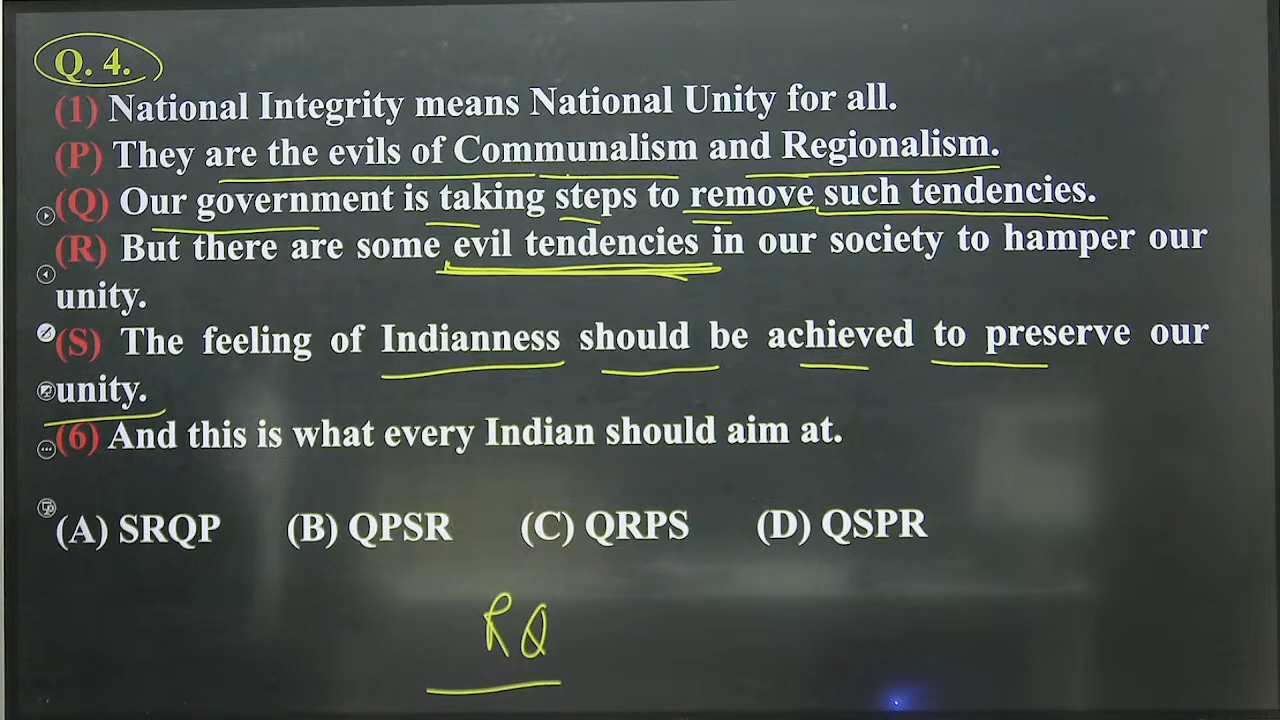 Q. 4.
(1) National Integrity means National Unity for all.
(P) They are the evils of Communalism and Regionalism.
(Q) Our government is taking steps to remove such tendencies.
(R) But there are some evil tendencies in our society to hamper our
unity.
(S) The feeling of Indianness should be achieved to preserve our
unity.
(6) And this is what every Indian should aim at.
(A) SRQP (B) QPSR (C) QRPS (D) QSPR
RQ